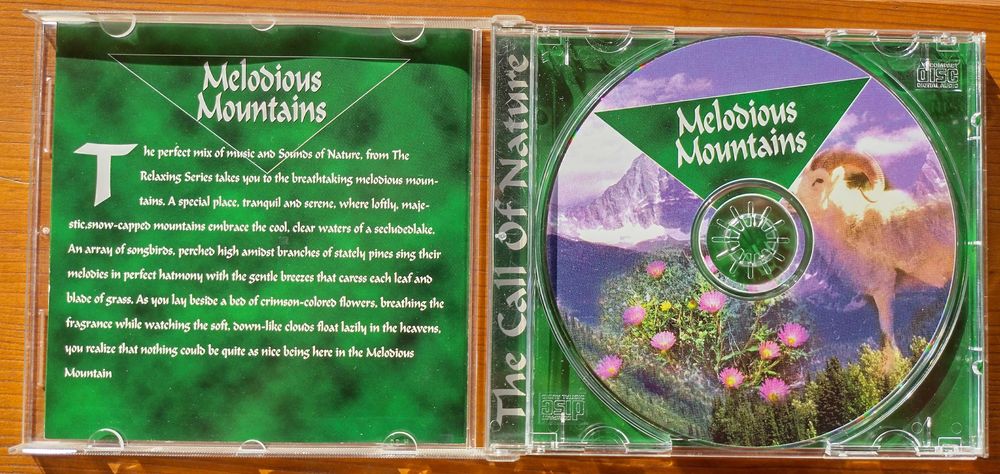 Melodious
Mountains
The perfect mix of music and Sounds of Nature, from The
Relaxing Series takes you to the breathtaking melodious moun-
tains. A special place, tranquil and serene, where loftly, maje-
stic,snow-capped mountains embrace the cool, clear waters of a secludedlake.
An array of songbirds, perched high amidst branches of stately pines sing their
melodies in perfect hatmony with the gentle breezes that caress each leaf and
blade of grass. As you lay beside a bed of crimson-colored flowers, breathing the
fragrance while watching the soft, down-like clouds float lazily in the heavens,
you realize that nothing could be quite as nice being here in the Melodious
Mountain
The Call Of Nature
Melodious
Mountains
COMPACT
disc
DIGITAL AUDIO